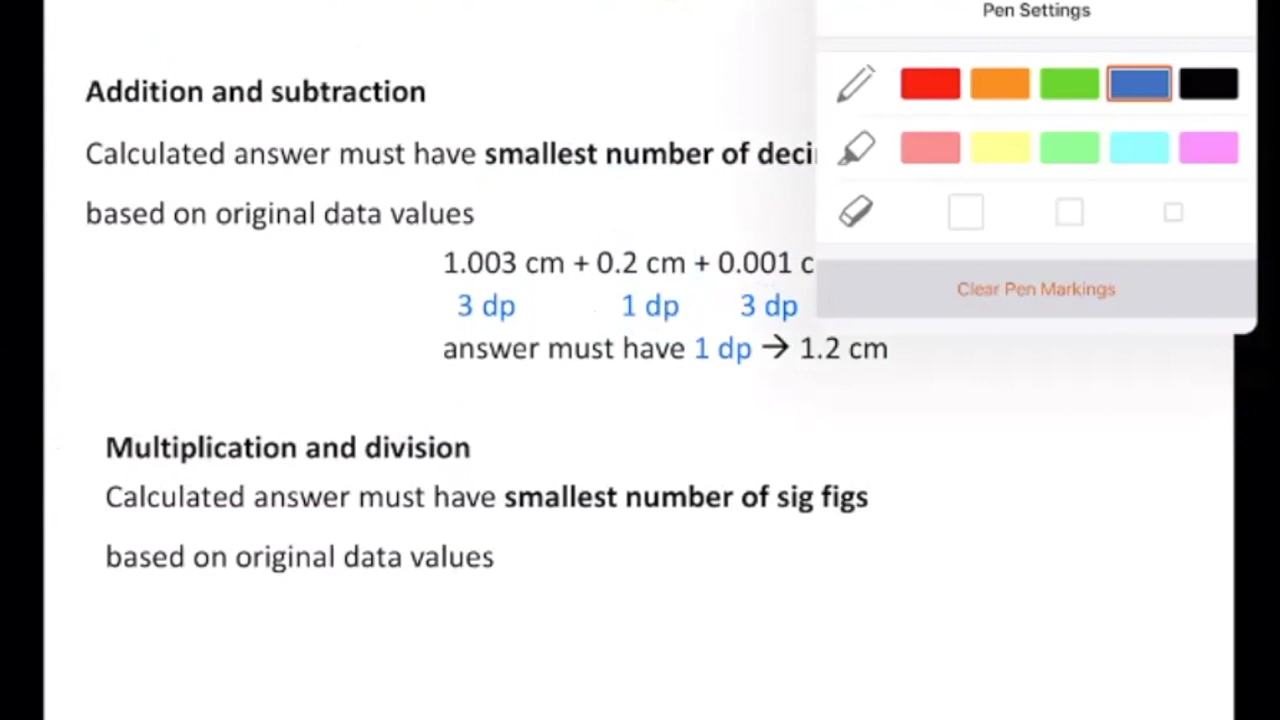 Pen Settings
Addition and subtraction
Calculated answer must have smallest number of
based on original data values
1.003 cm + 0.2 cm + 0.001
3 dp 1 dp 3 dp
Clear Pen Markings
answer must have 1 dp → 1.2 cm
Multiplication and division
Calculated answer must have smallest number of sig figs
based on original data values